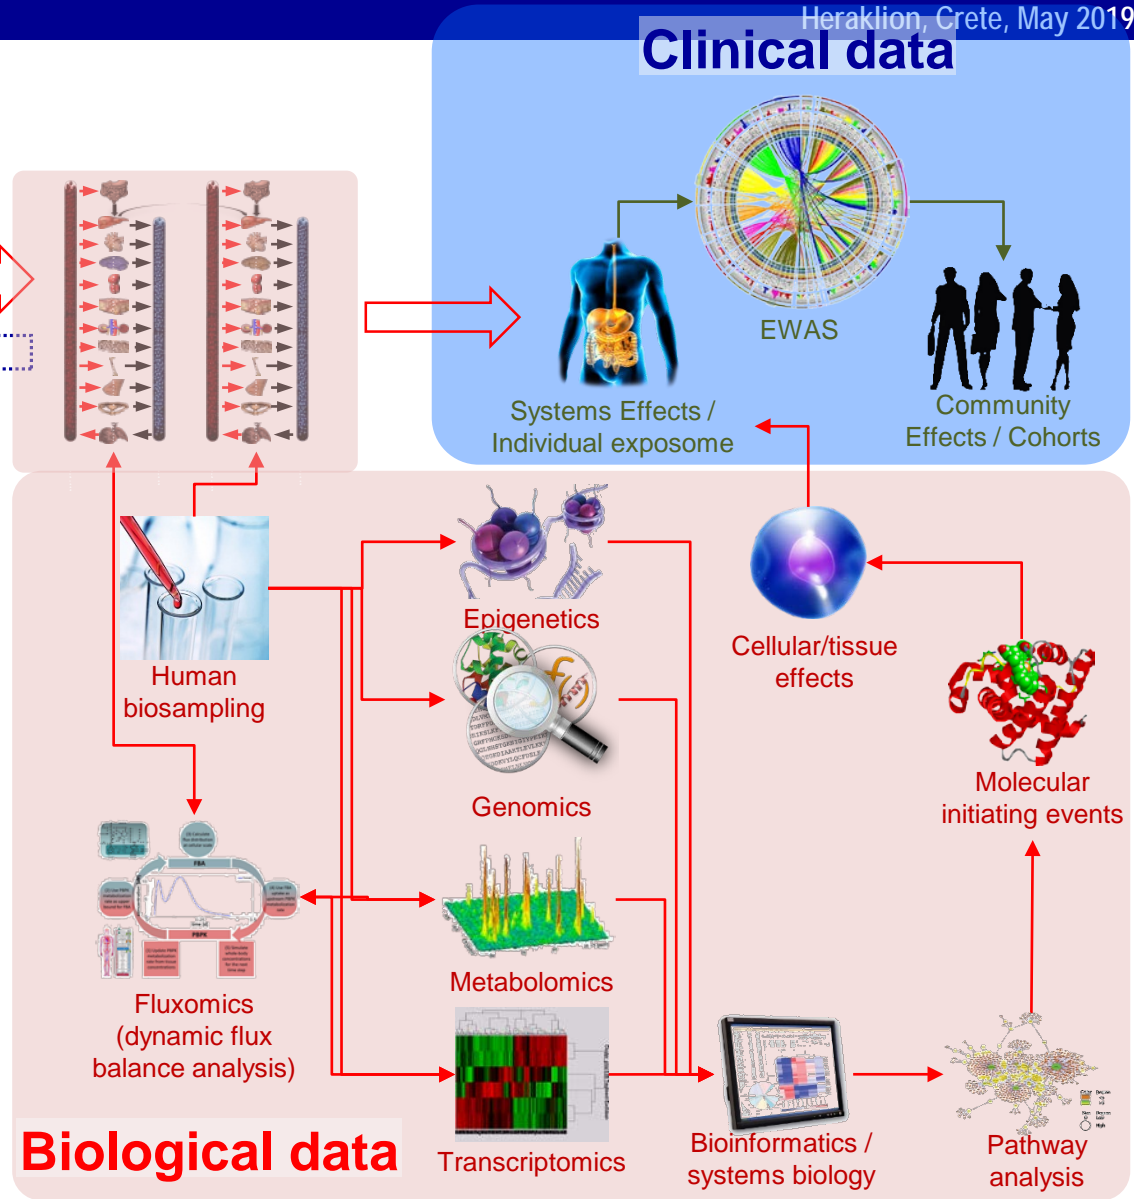 Heraklion, Crete, May 2019
Clinical data
EWAS
Systems Effects /
Individual exposome
Community
Effects / Cohorts
Human
biosampling
Epigenetics
Genomics
Cellular/tissue
effects
Molecular
initiating events
FBA
PBPK
Fluxomics
(dynamic flux
balance analysis)
Metabolomics
Transcriptomics
Bioinformatics /
systems biology
Pathway
analysis
Biological data